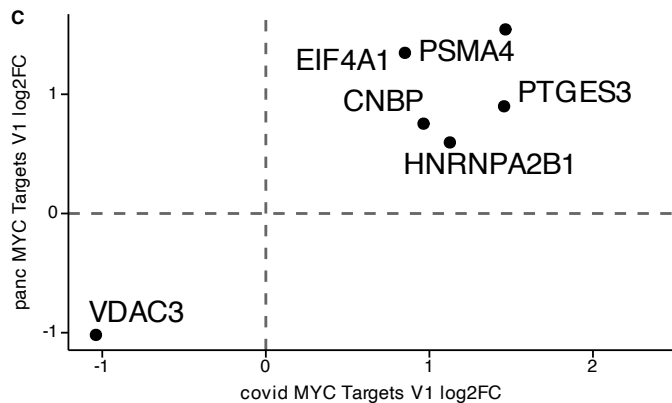 C
panc MYC Targets V1 log2FC
1
0
-1
EIF4A1
PSMA4
CNBP
PTGES3
HNRNPA2B1
VDAC3
-1
0
1
2
covid MYC Targets V1 log2FC